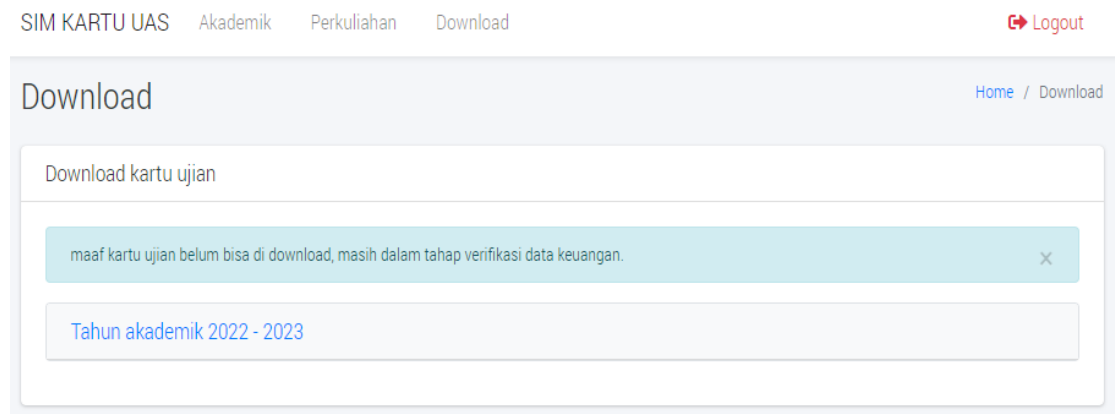 SIM KARTU UAS Akademik Perkuliahan Download Logout
Download Home / Download
Download kartu ujian
maaf kartu ujian belum bisa di download, masih dalam tahap verifikasi data keuangan. ×
Tahun akademik 2022 - 2023